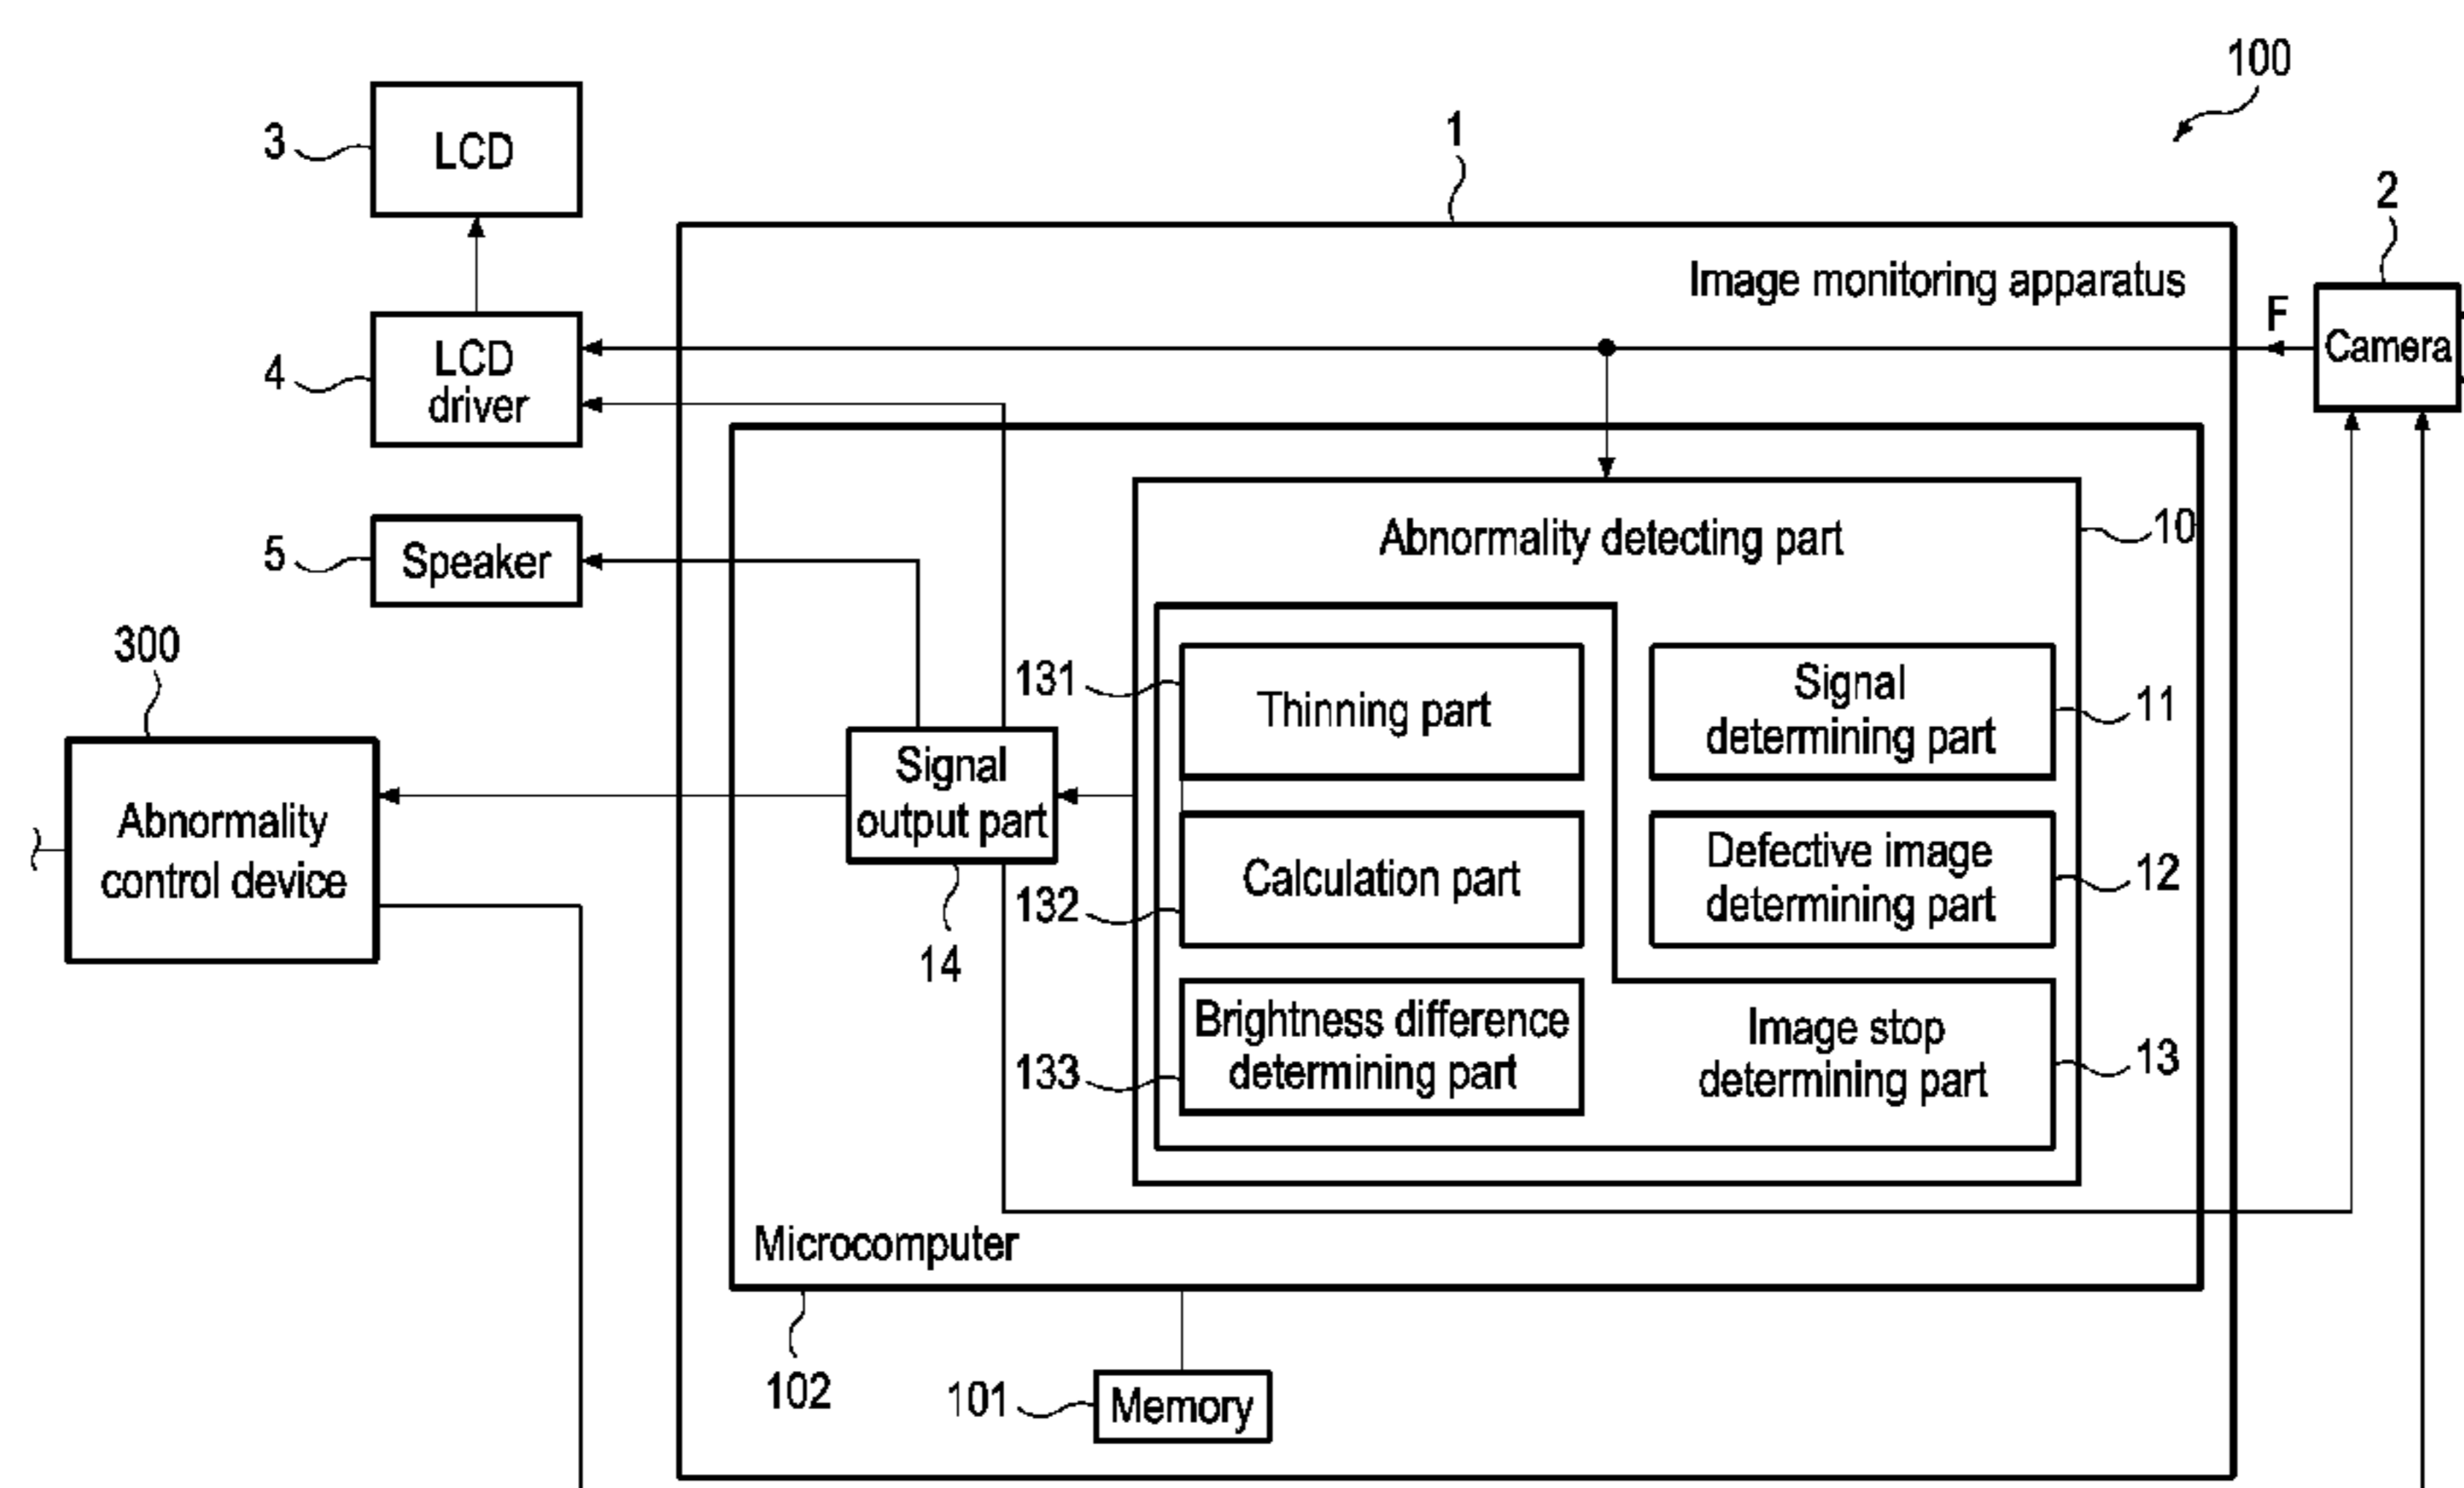 100
1
2
3
LCD
Image monitoring apparatus
F
Camera
4
LCD
driver
5
Speaker
Abnormality detecting part
10
300
131
Thinning part
Signal
determining part
11
Abnormality
control device
Signal
output part
14
132
Calculation part
Defective image
determining part
12
133
Brightness difference
determining part
Image stop
determining part
13
Microcomputer
102
101
Memory